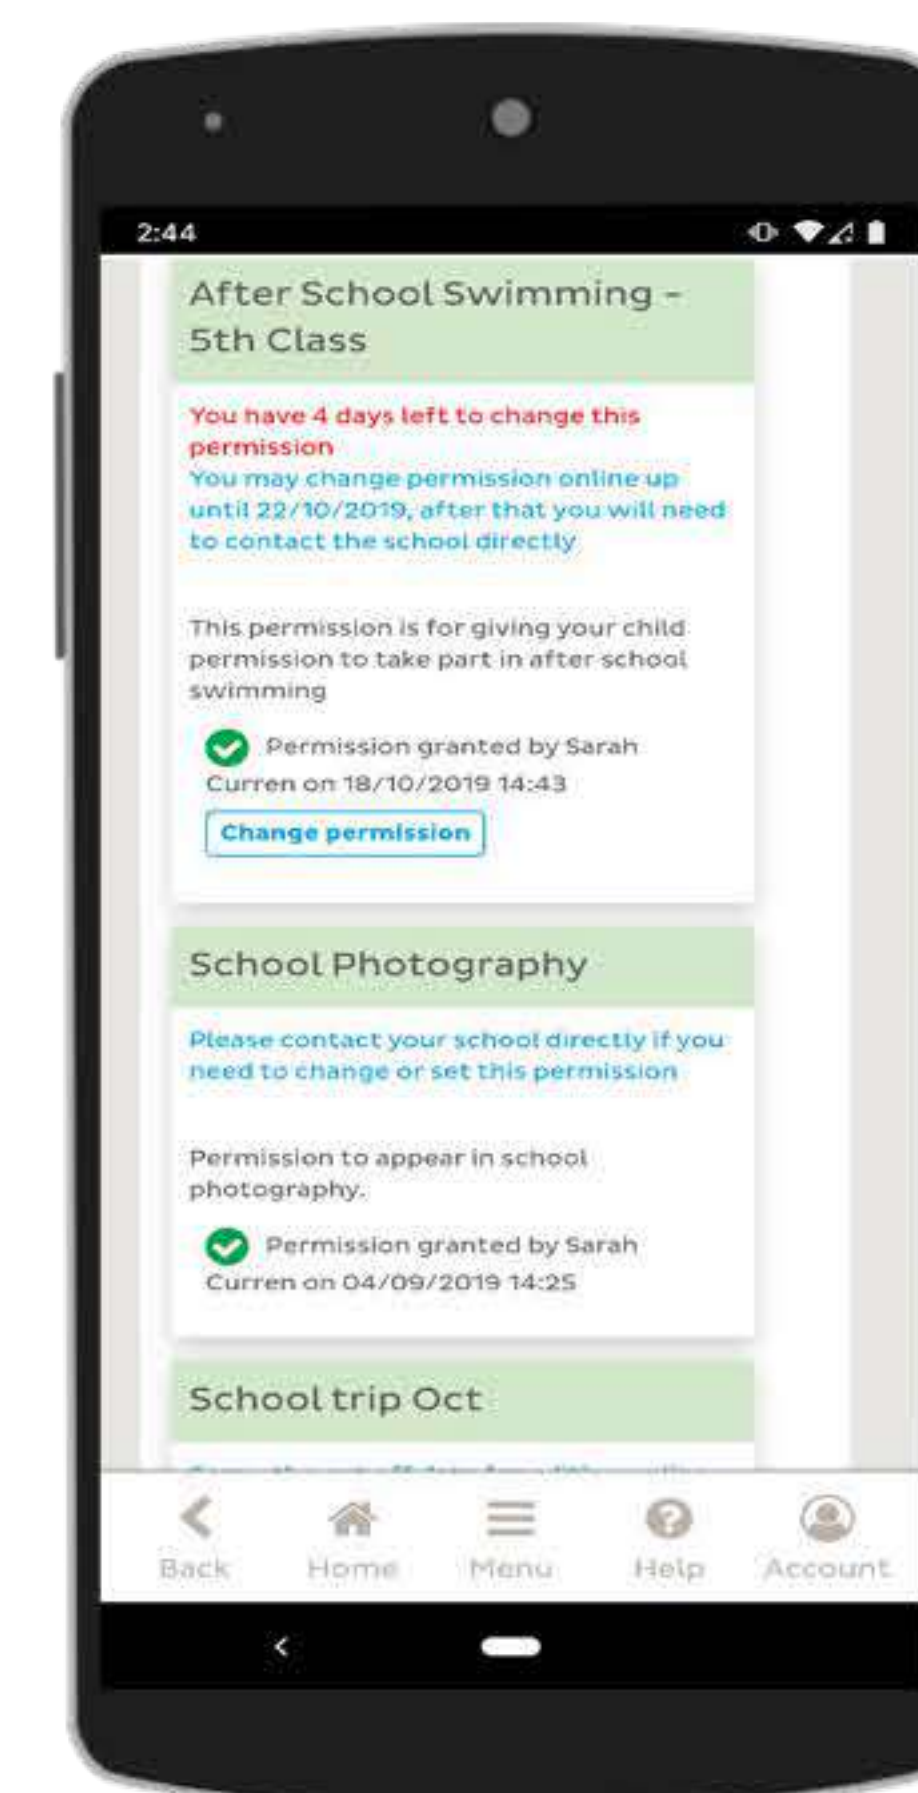 2:44
After School Swimming -
5th Class
You have 4 days left to change this
permission
You may change permission online up
until 22/10/2019, after that you will need
to contact the school directly
This permission is for giving your child
permission to take part in after school
swimming
Permission granted by Sarah
Curren on 18/10/2019 14:43
Change permission
School Photography
Please contact your school directly if you
need to change or set this permission
Permission to appear in school
photography.
Permission granted by Sarah
Curren on 04/09/2019 14:25
School trip Oct
Back Home Menu Help Account